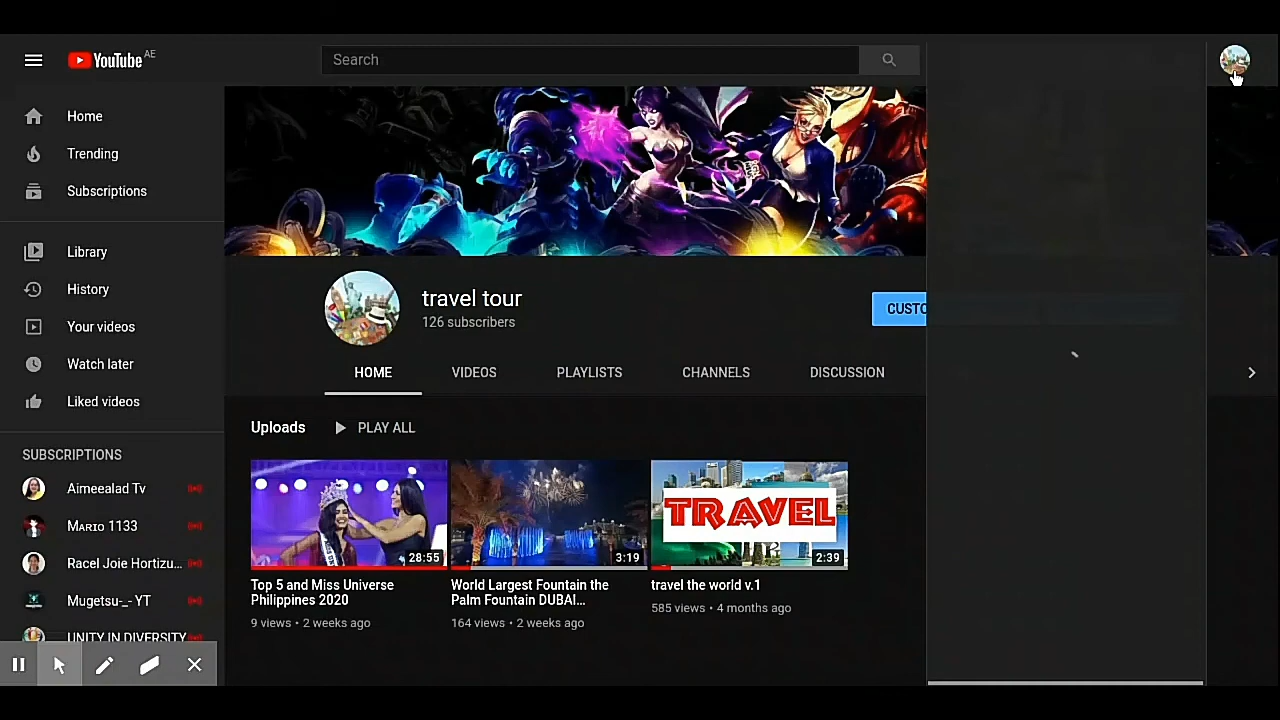 YouTube AE
Search
Home
Trending
Subscriptions
Library
History
Your videos
Watch later
Liked videos
SUBSCRIPTIONS
Aimeealad Tv
Mario 1133
Racel Joie Hortizu...
Mugetsu-_- YT
UNITY IN DIVERSITY
travel tour
126 subscribers
CUSTO
HOME
VIDEOS
PLAYLISTS
CHANNELS
DISCUSSION
Uploads
PLAY ALL
28:55
Top 5 and Miss Universe
Philippines 2020
9 views • 2 weeks ago
3:19
World Largest Fountain the
Palm Fountain DUBAI...
164 views • 2 weeks ago
TRAVEL
2:39
travel the world v.1
585 views • 4 months ago